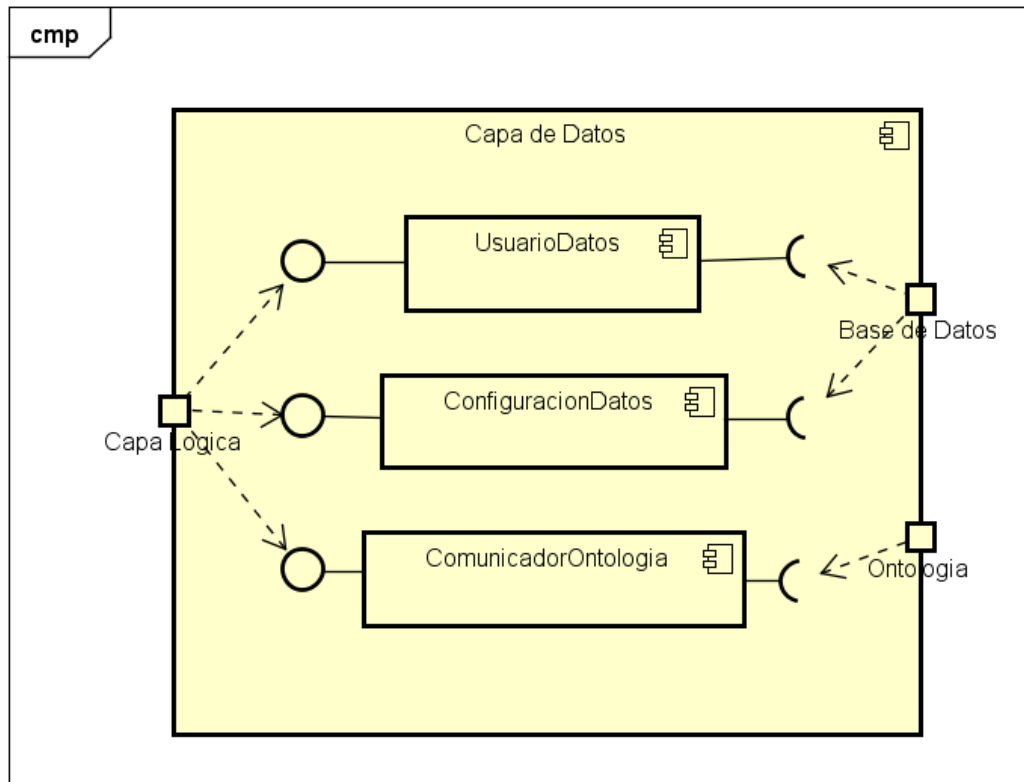 cmp
Capa de Datos
UsuarioDatos
Base de Datos
ConfiguracionDatos
Capa Logica
ComunicadorOntologia
Ontologia